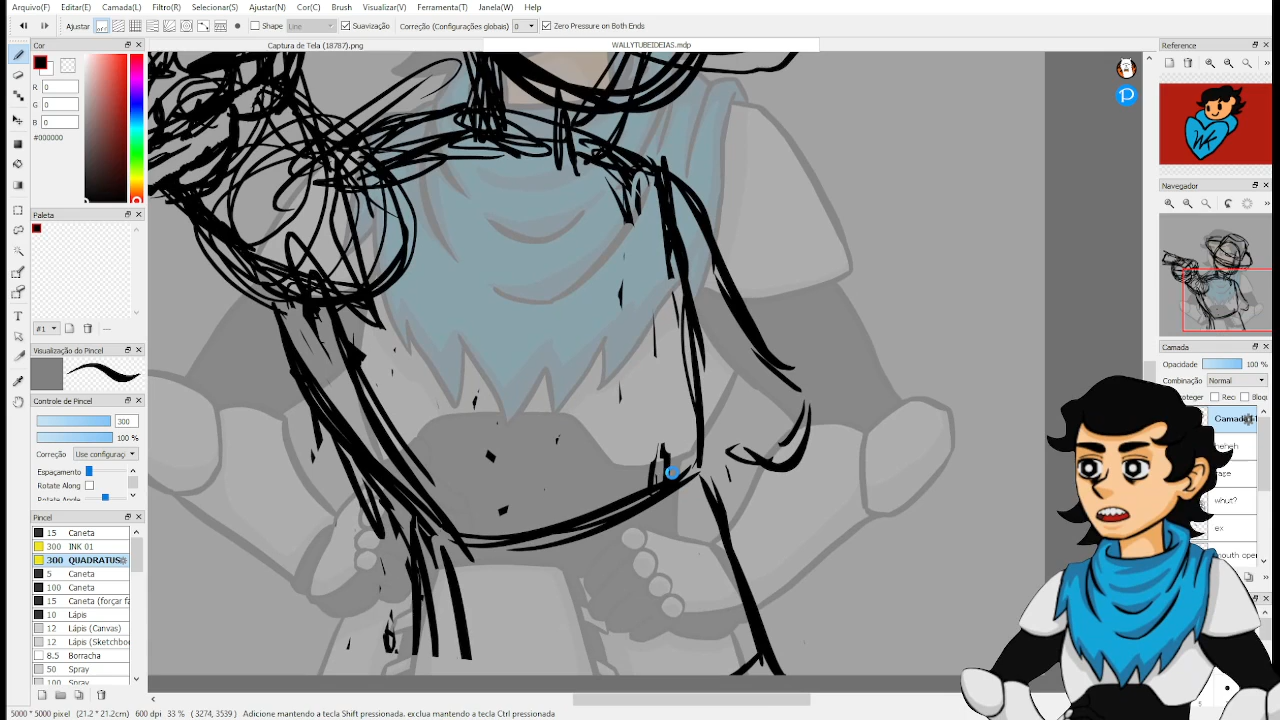 Arquivo(F) Editar Camada(L) Filtro(R) Selecionar(S) Ajustar(N) Cor(C) Brush Visualizar(V) Ferramenta(T) Janela(W) Help
Ajustar Shape Line Suavização Correção (Configurações globais) 0 Zero Pressure on Both Ends
Cor
Captura de Tela (18787).png
WALLYTUBEIDEIAS.mdp
Reference
R 0
G 0
B 0
#000000
Paleta
Navegador
#1
Visualização do Pincel
Camada
Opacidade 100 %
Combinação Normal
Controle de Pincel
300
100 %
Correção Use configuraç
Espaçamento
Rotate Along
Rotate Angle
Pincel
15 Caneta
300 INK 01
300 QUADRATUS
5 Caneta
100 Caneta
15 Caneta (forçar fa
10 Lápis
12 Lápis (Canvas)
12 Lápis (Sketchboo
8.5 Borracha
50 Spray
100 Spray
ex
5000 * 5000 pixel (21.2 * 21.2cm) 600 dpi 33 % ( 3274, 3539 ) Adicione mantendo a tecla Shift pressionada. exclua mantendo a tecla Ctrl pressionada